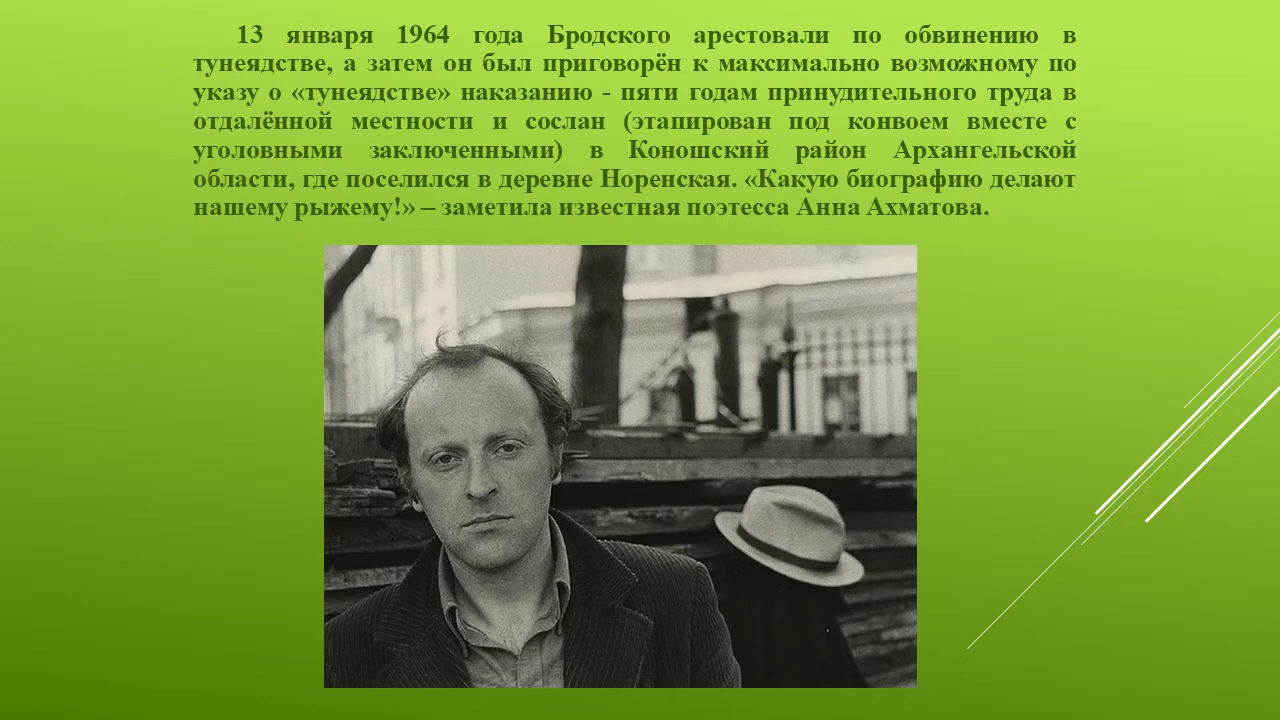 13 января 1964 года Бродского арестовали по обвинению в
тунеядстве, а затем он был приговорён к максимально возможному по
указу о «тунеядстве» наказанию - пяти годам принудительного труда в
отдалённой местности и сослан (этапирован под конвоем вместе с
уголовными заключенными) в Коношский район Архангельской
области, где поселился в деревне Норенская. «Какую биографию делают
нашему рыжему!» – заметила известная поэтесса Анна Ахматова.